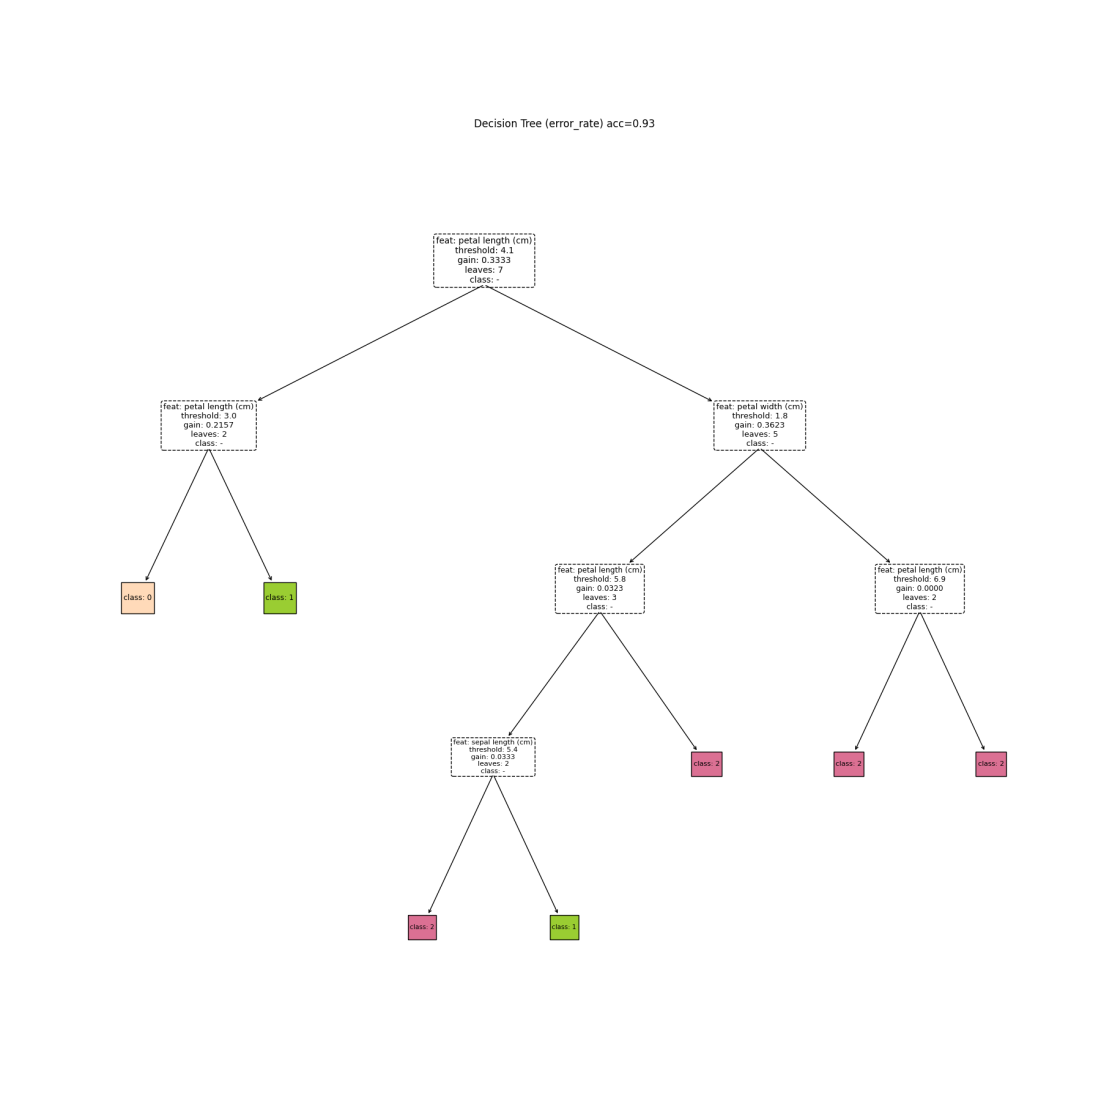 Decision Tree (error_rate) acc=0.93
feat: petal length (cm)
threshold: 4.1
gain: 0.3333
leaves: 7
class: -
feat: petal length (cm)
threshold: 3.0
gain: 0.2157
leaves: 2
class: -
feat: petal width (cm)
threshold: 1.8
gain: 0.3623
leaves: 5
class: -
class: 0
class: 1
feat: petal length (cm)
threshold: 5.8
gain: 0.0323
leaves: 3
class: -
feat: petal length (cm)
threshold: 6.9
gain: 0.0000
leaves: 2
class: -
feat: sepal length (cm)
threshold: 5.4
gain: 0.0333
leaves: 2
class: -
class: 2
class: 2
class: 2
class: 2
class: 1